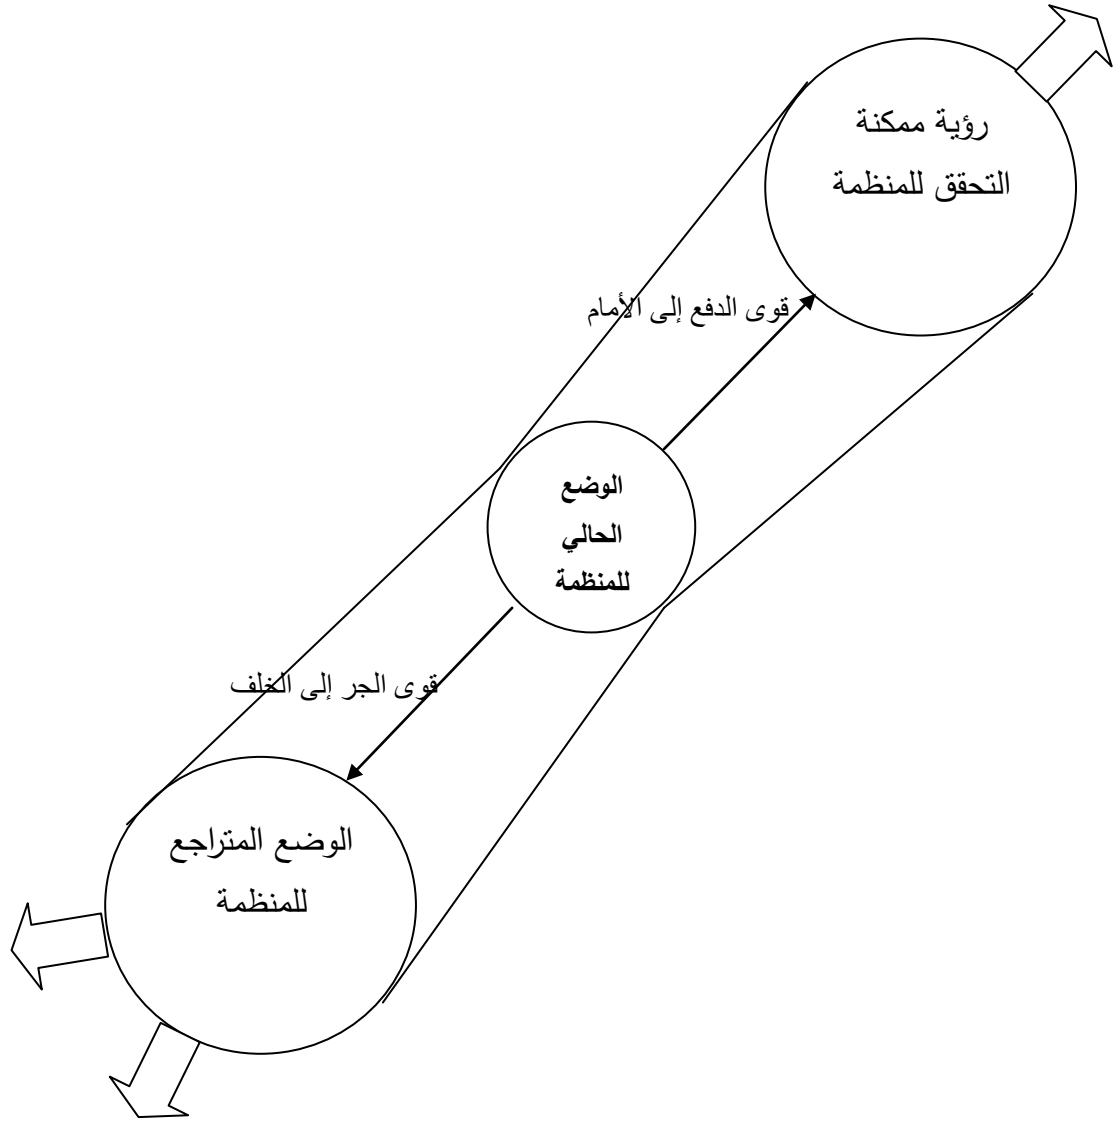 رؤية ممكنة
التحقق للمنظمة
قوى الدفع إلى الأمام
الوضع
الحالي
للمنظمة
قوى الجر إلى الخلف
الوضع المتراجع
للمنظمة